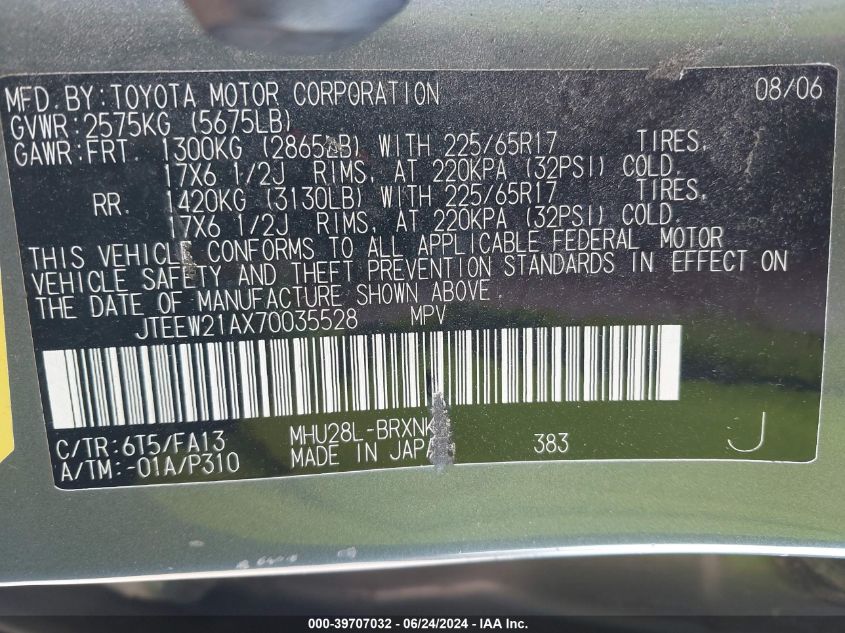 MFD. BY: TOYOTA MOTOR CORPORATION 08/06
GVWR: 2575KG (5675LB)
GAWR: FRT. 1300KG (2865LB) WITH 225/65R17 TIRES,
17X6 1/2J RIMS, AT 220KPA (32PSI) COLD.
RR. 1420KG (3130LB) WITH 225/65R17 TIRES,
17X6 1/2J RIMS, AT 220KPA (32PSI) COLD.
THIS VEHICLE CONFORMS TO ALL APPLICABLE FEDERAL MOTOR
VEHICLE SAFETY AND THEFT PREVENTION STANDARDS IN EFFECT ON
THE DATE OF MANUFACTURE SHOWN ABOVE.
JTEEW21AX70035528 MPV
C/TR: 6T5/FA13 MHU28L-BRXNK
A/TM: -01A/P310 MADE IN JAPAN 383 J
000-39707032 - 06/24/2024 - IAA Inc.